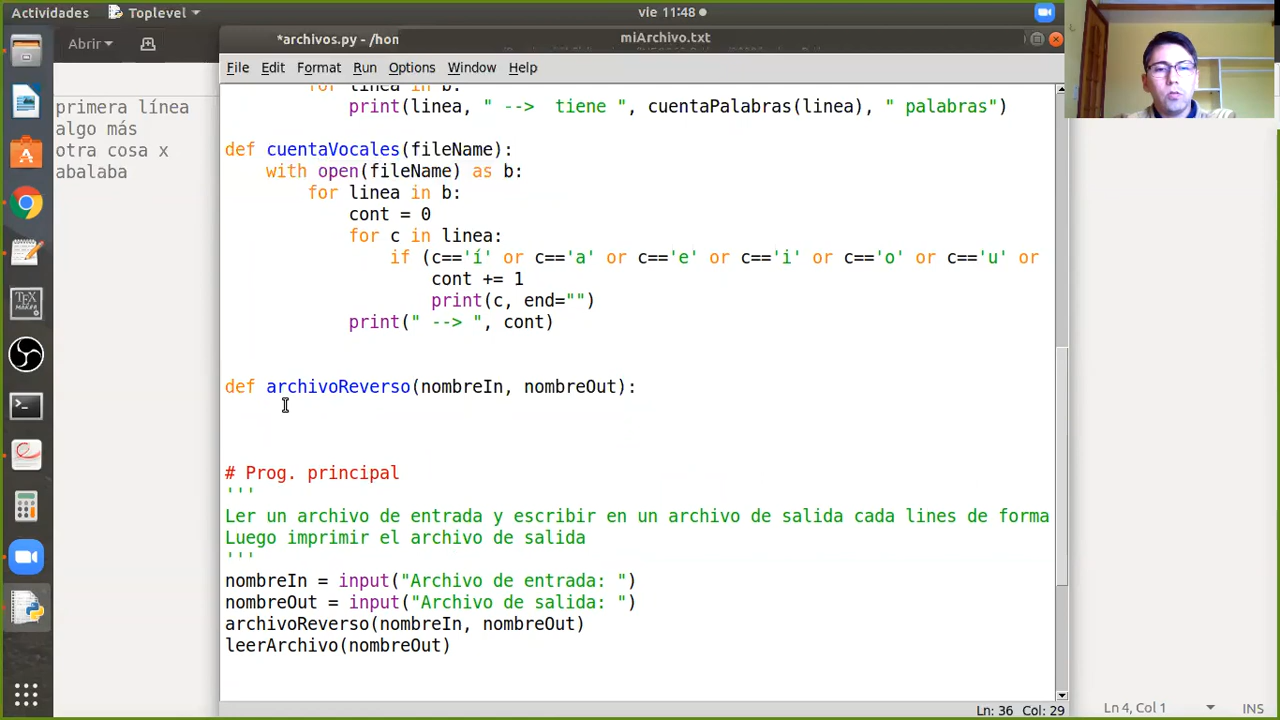 Actividades
Toplevel
vie 11:48
Abrir
*archivos.py - /hon
miArchivo.txt
File Edit Format Run Options Window Help
primera línea
algo más
otra cosa x
abalaba
for linea in b:
print(linea, " -->  tiene ", cuentaPalabras(linea), " palabras")
def cuentaVocales(fileName):
with open(fileName) as b:
for linea in b:
cont = 0
for c in linea:
if (c=='í' or c=='a' or c=='e' or c=='i' or c=='o' or c=='u' or
cont += 1
print(c, end="")
print(" --> ", cont)
def archivoReverso(nombreIn, nombreOut):
# Prog. principal
'''
Ler un archivo de entrada y escribir en un archivo de salida cada lines de forma
Luego imprimir el archivo de salida
'''
nombreIn = input("Archivo de entrada: ")
nombreOut = input("Archivo de salida: ")
archivoReverso(nombreIn, nombreOut)
leerArchivo(nombreOut)
Ln: 36 Col: 29
Ln 4, Col 1
INS